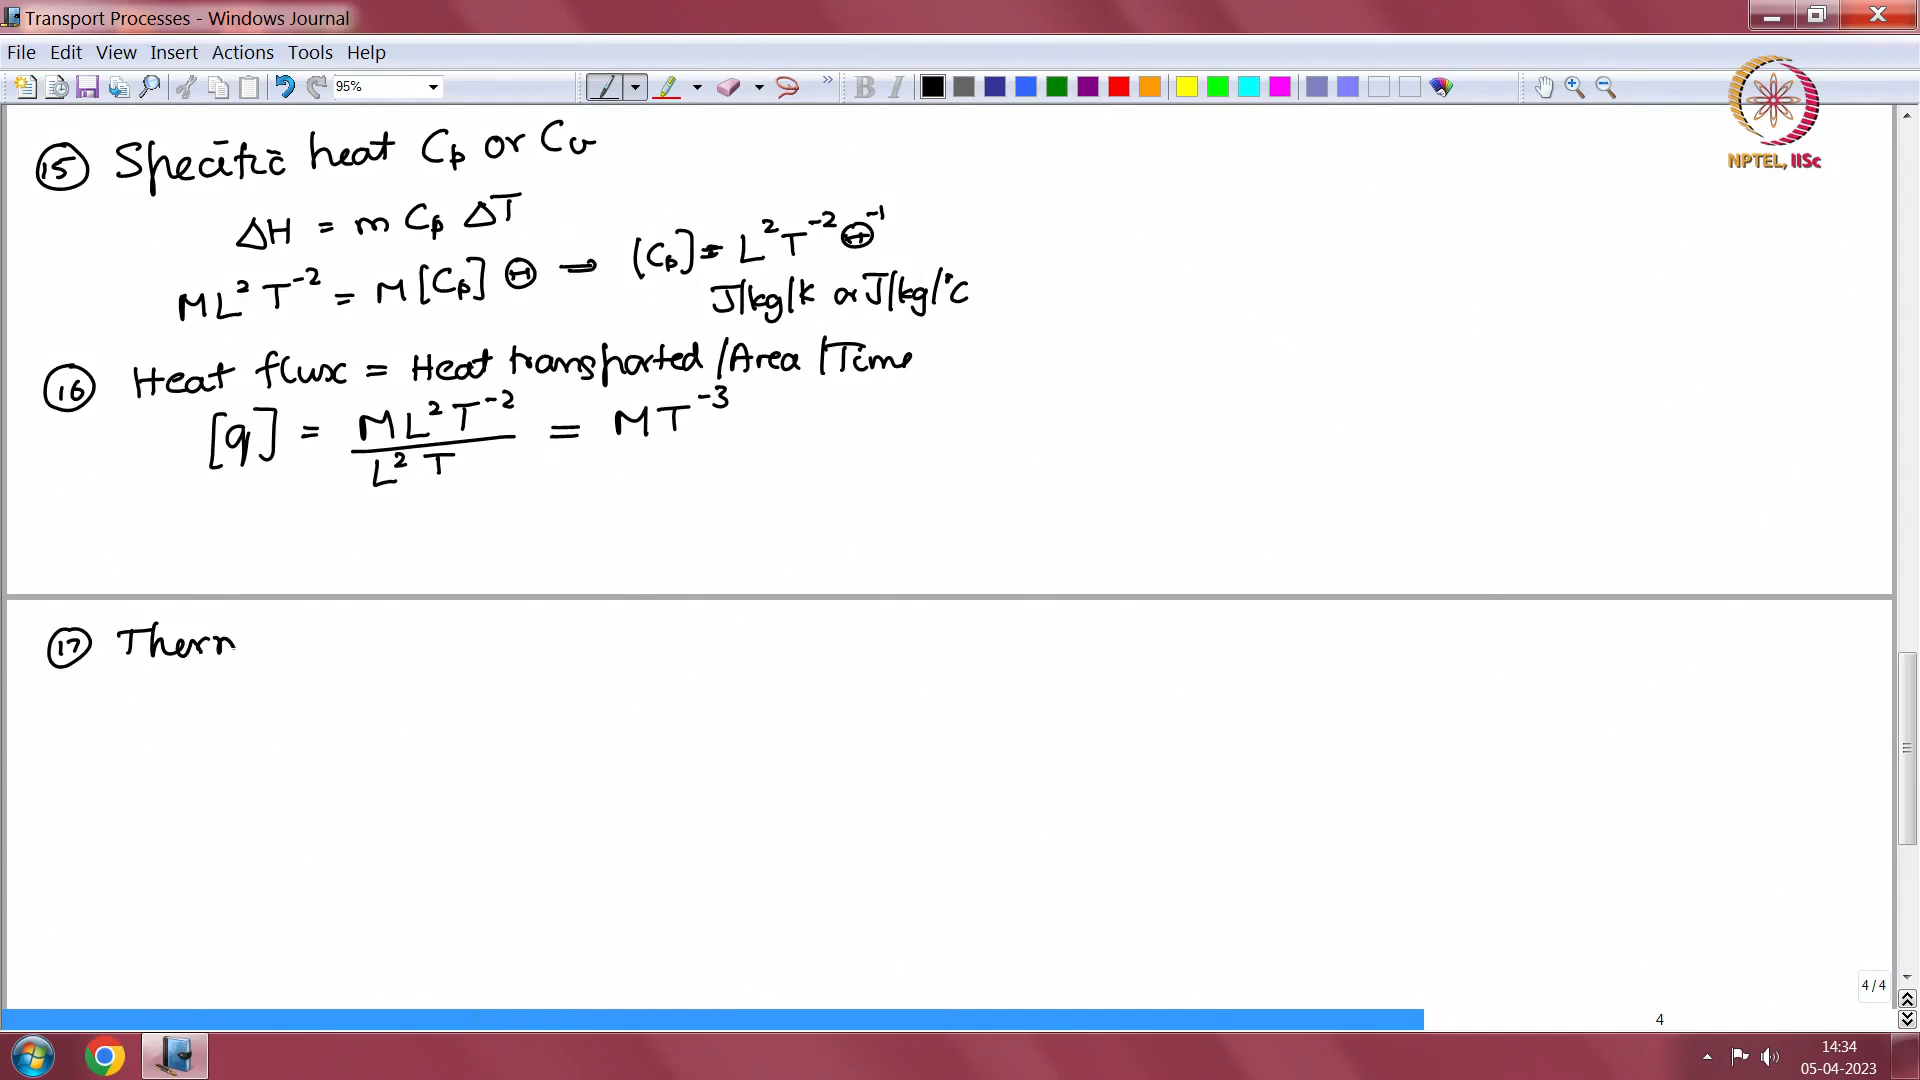 Transport Processes - Windows Journal
File Edit View Insert Actions Tools Help
95%
B I
NPTEL, IISc
⑮ Specific heat Cp or Cv
ΔH = m Cp ΔT
ML²T⁻² = M[Cp] Θ ⇒ [Cp] = L²T⁻²Θ⁻¹
J/kg/K or J/kg/°C
⑯ Heat flux = Heat transported /Area /Time
[q] = ML²T⁻² / L²T = MT⁻³
⑰ Therm
4 / 4
4
14:34
05-04-2023